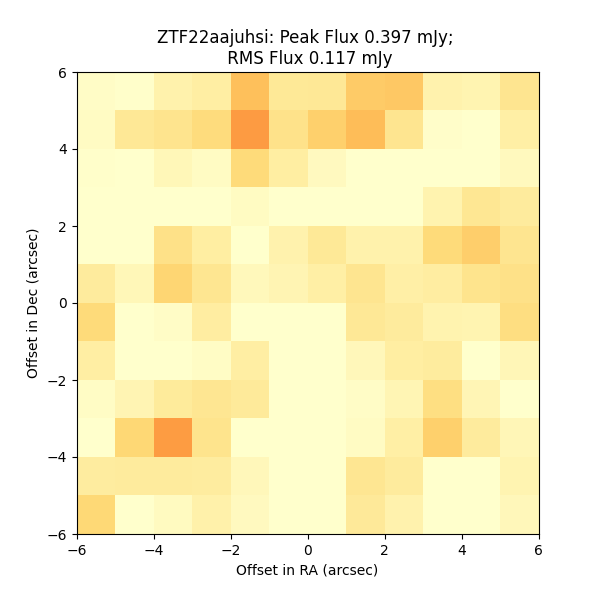 ZTF22aajuhsi: Peak Flux 0.397 mJy;
RMS Flux 0.117 mJy
6
4
2
0
−2
−4
−6
Offset in Dec (arcsec)
−6 −4 −2 0 2 4 6
Offset in RA (arcsec)